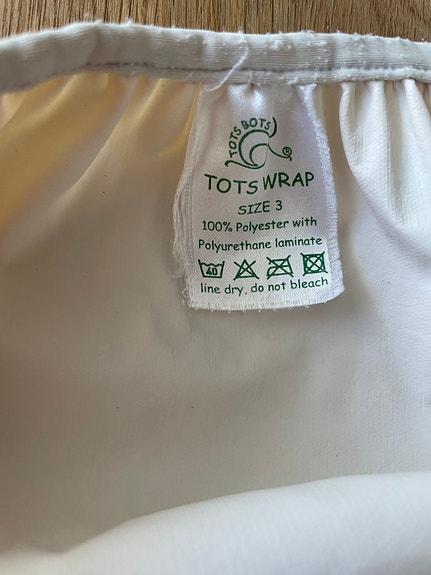 TOTS BOTS
®
TOTS WRAP
SIZE 3
100% Polyester with
Polyurethane laminate
40
line dry, do not bleach